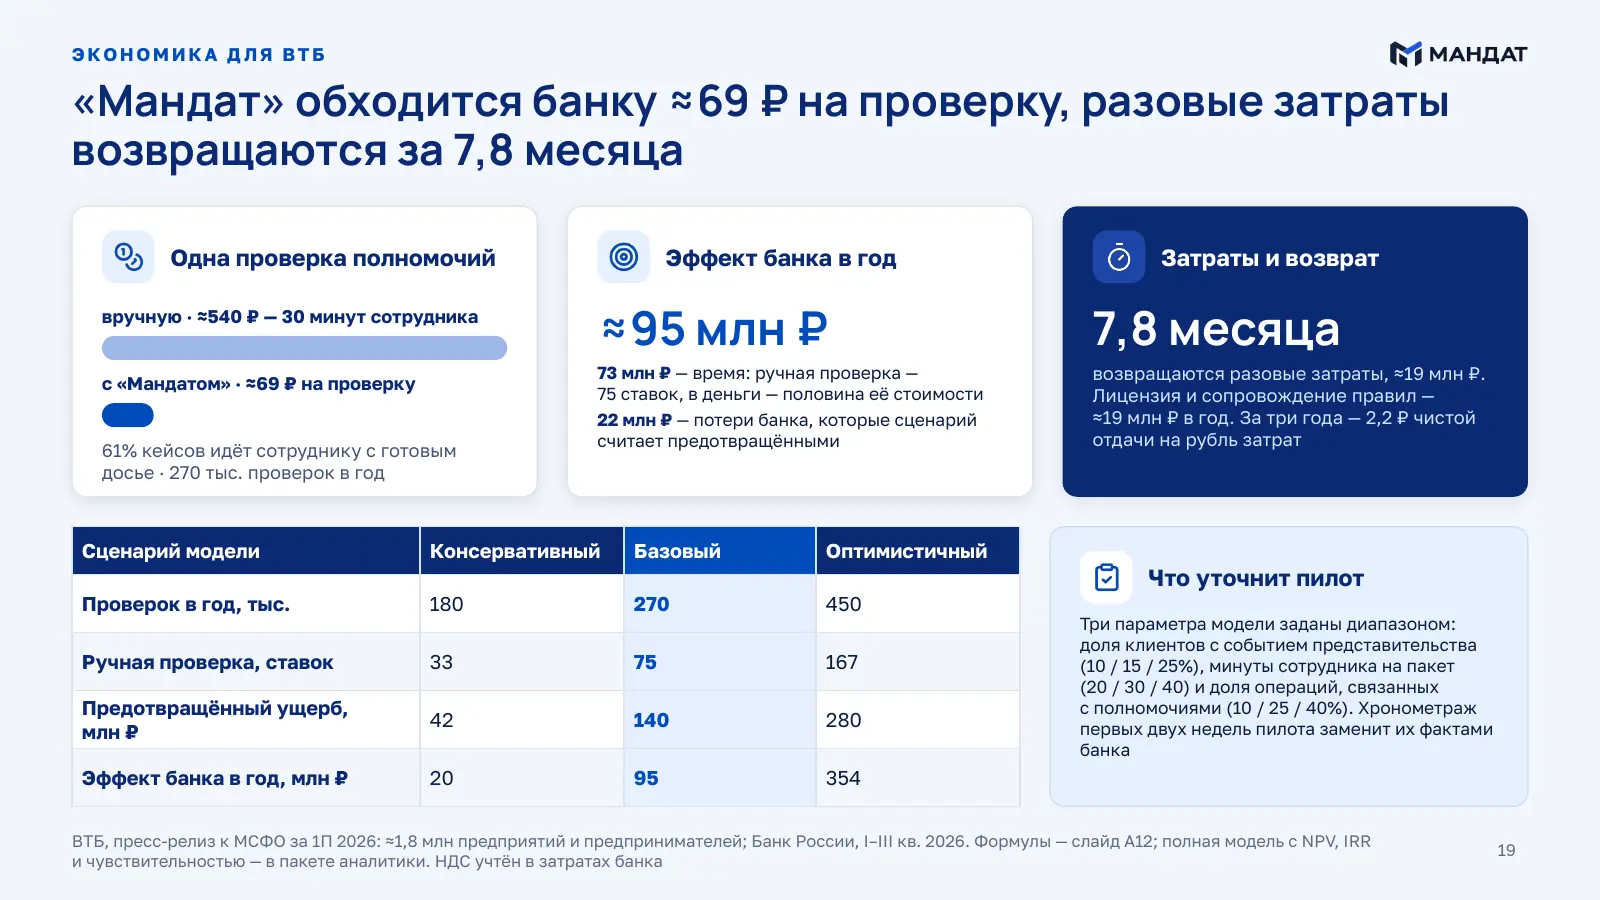 ЭКОНОМИКА ДЛЯ ВТБ
МАНДАТ
«Мандат» обходится банку ≈69 ₽ на проверку, разовые затраты
возвращаются за 7,8 месяца
Одна проверка полномочий
вручную · ≈540 ₽ — 30 минут сотрудника
с «Мандатом» · ≈69 ₽ на проверку
61% кейсов идёт сотруднику с готовым
досье · 270 тыс. проверок в год
Эффект банка в год
≈95 млн ₽
73 млн ₽ — время: ручная проверка —
75 ставок, в деньги — половина её стоимости
22 млн ₽ — потери банка, которые сценарий
считает предотвращёнными
Затраты и возврат
7,8 месяца
возвращаются разовые затраты, ≈19 млн ₽.
Лицензия и сопровождение правил —
≈19 млн ₽ в год. За три года — 2,2 ₽ чистой
отдачи на рубль затрат
Сценарий модели Консервативный Базовый Оптимистичный
Проверок в год, тыс. 180 270 450
Ручная проверка, ставок 33 75 167
Предотвращённый ущерб,
млн ₽ 42 140 280
Эффект банка в год, млн ₽ 20 95 354
Что уточнит пилот
Три параметра модели заданы диапазоном:
доля клиентов с событием представительства
(10 / 15 / 25%), минуты сотрудника на пакет
(20 / 30 / 40) и доля операций, связанных
с полномочиями (10 / 25 / 40%). Хронометраж
первых двух недель пилота заменит их фактами
банка
ВТБ, пресс-релиз к МСФО за 1П 2026: ≈1,8 млн предприятий и предпринимателей; Банк России, I–III кв. 2026. Формулы — слайд A12; полная модель с NPV, IRR
и чувствительностью — в пакете аналитики. НДС учтён в затратах банка
19